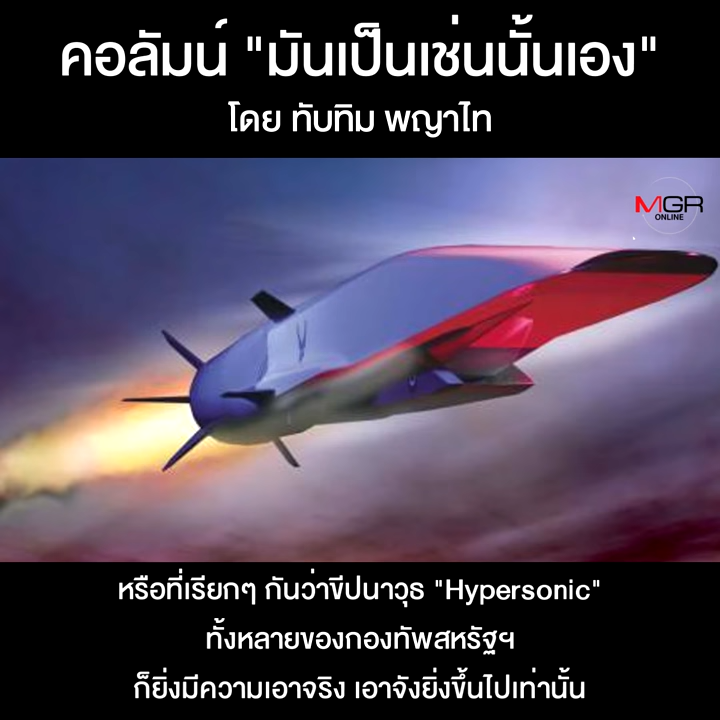 คอลัมน์ "มันเป็นเช่นนั้นเอง"
โดย ทับทิม พญาไท
MGR
ONLINE
หรือที่เรียกๆ กันว่าขีปนาวุธ "Hypersonic"
ทั้งหลายของกองทัพสหรัฐฯ
ก็ยิ่งมีความเอาจริง เอาจังยิ่งขึ้นไปเท่านั้น